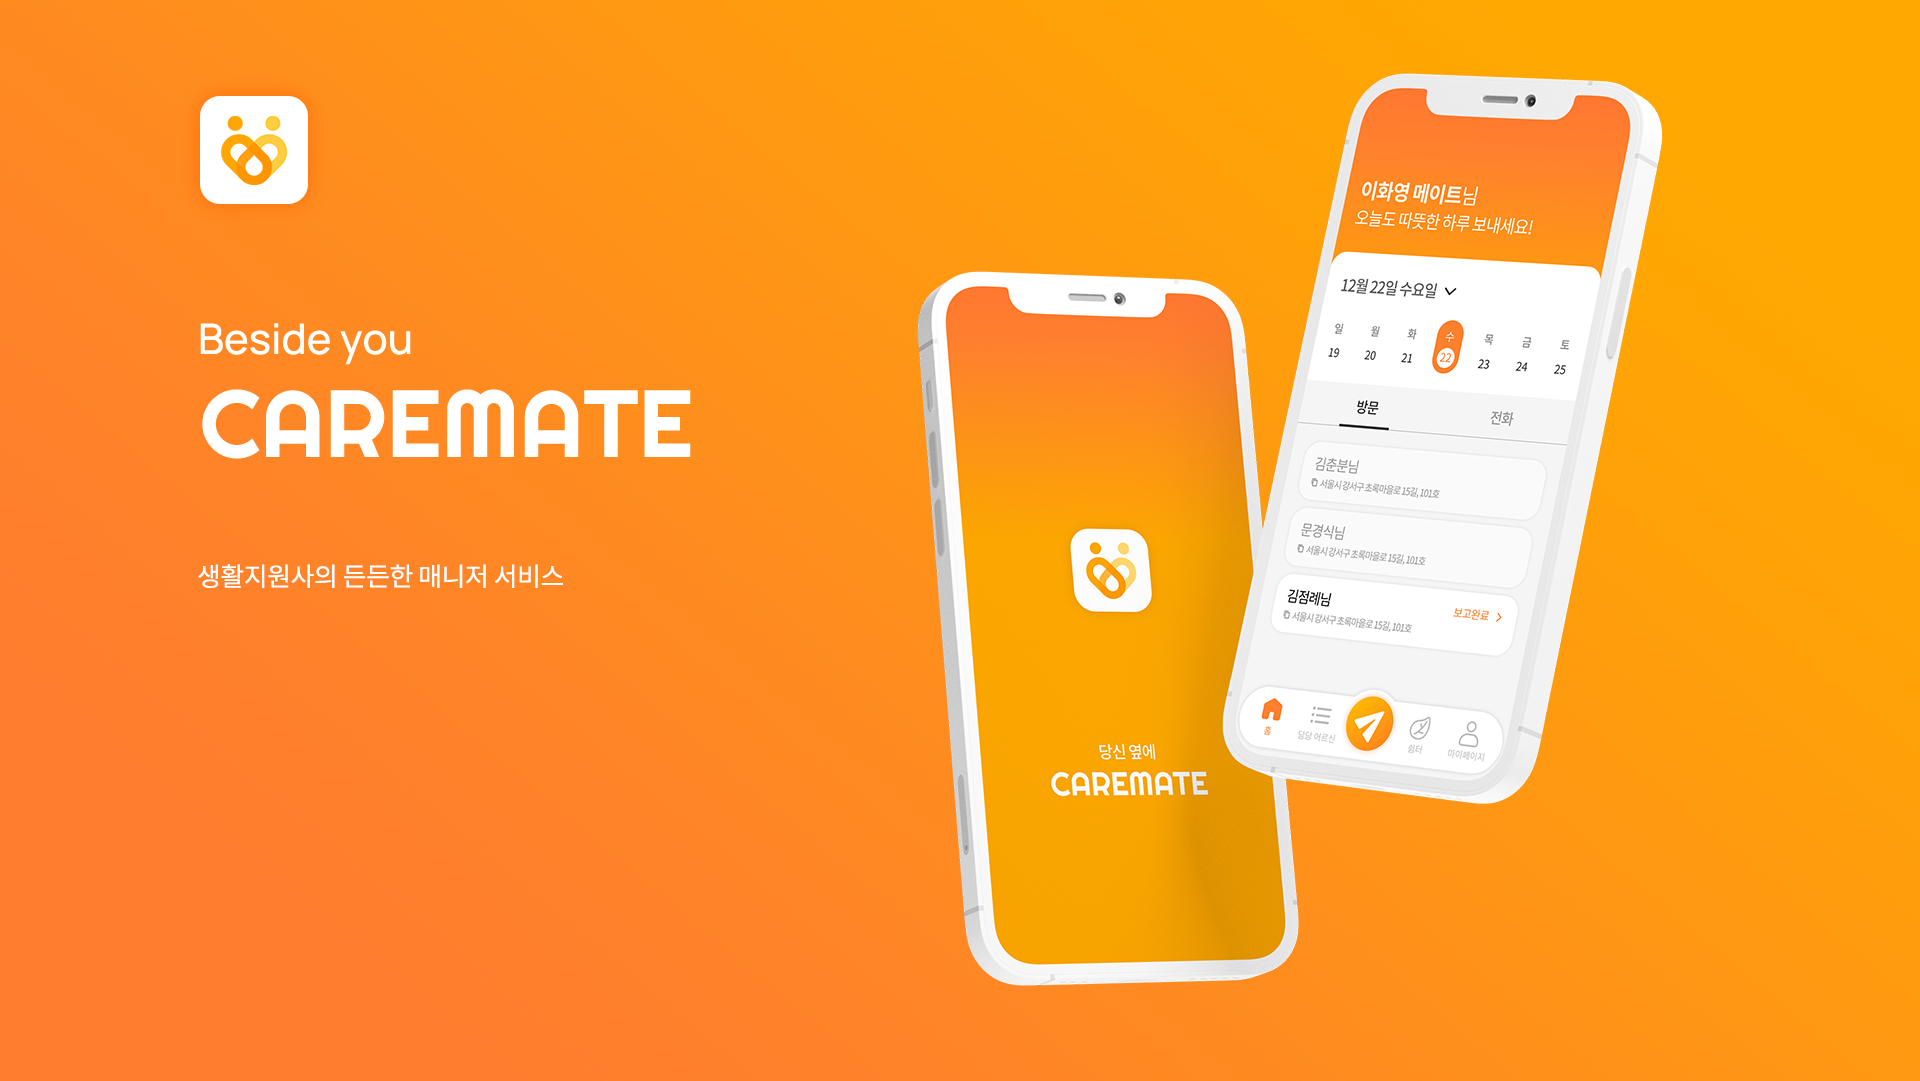 Beside you
CAREMATE
생활지원사의 든든한 매니저 서비스
당신 옆에
CAREMATE
이화영 메이트님
오늘도 따뜻한 하루 보내세요!
12월 22일 수요일
일 월 화 수 목 금 토
19 20 21 22 23 24 25
방문 전화
김춘분님
서울시 강서구 초록마을로 15길, 101호
문경식님
서울시 강서구 초록마을로 15길, 101호
김점례님
보고완료
서울시 강서구 초록마을로 15길, 101호
홈 담당 어르신 쉼터 마이페이지